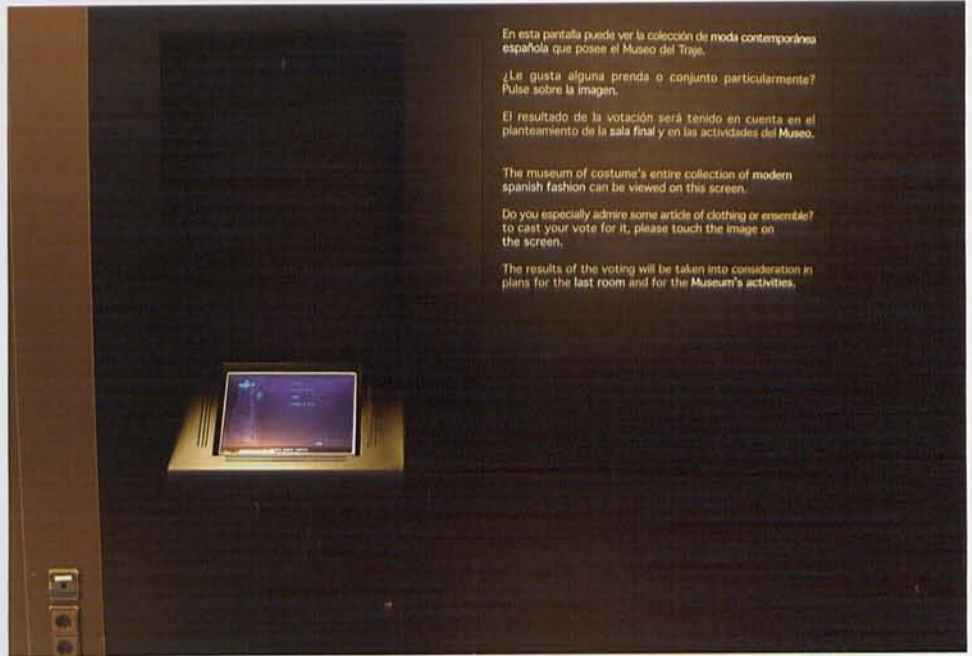 En esta pantalla puede ver la colección de moda contemporánea
española que posee el Museo del Traje.
¿Le gusta alguna prenda o conjunto particularmente?
Pulse sobre la imagen.
El resultado de la votación será tenido en cuenta en el
planteamiento de la sala final y en las actividades del Museo.
The museum of costume's entire collection of modern
spanish fashion can be viewed on this screen.
Do you especially admire some article of clothing or ensemble?
to cast your vote for it, please touch the image on
the screen.
The results of the voting will be taken into consideration in
plans for the last room and for the Museum's activities.